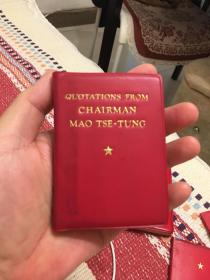 QUOTATIONS FROM
CHAIRMAN
MAO TSE-TUNG